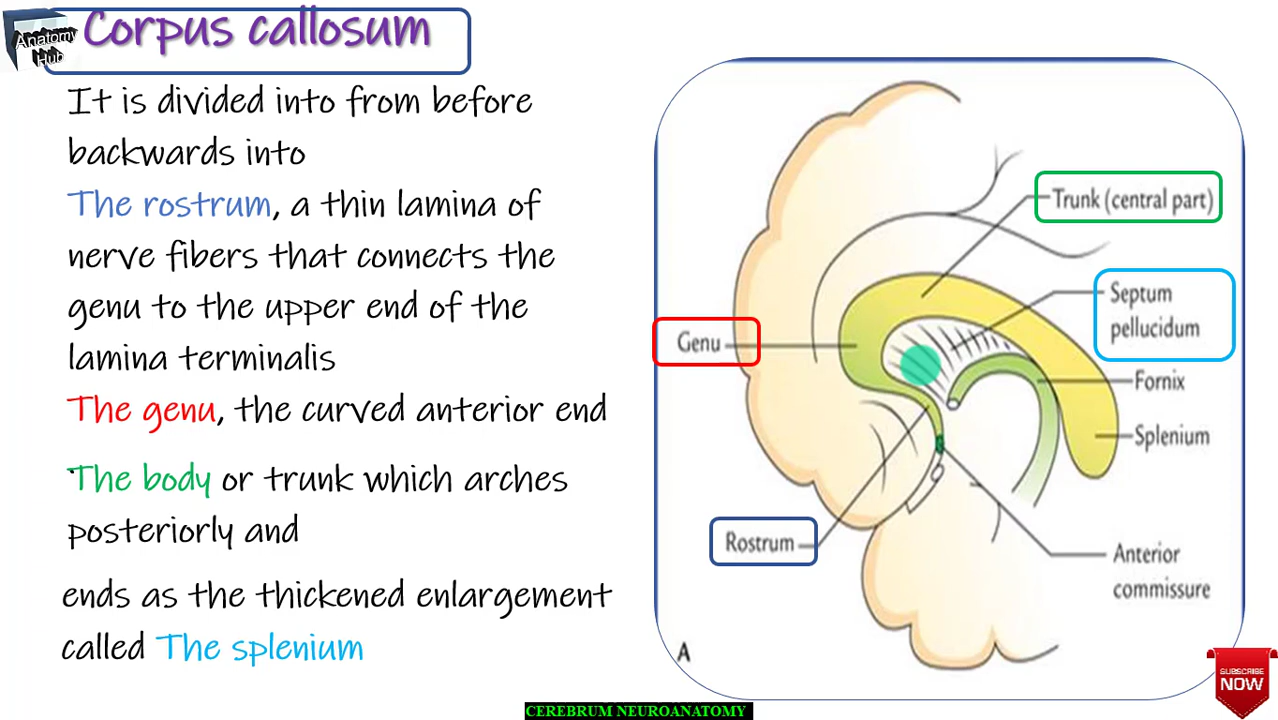 Anatomy
Hub
Corpus callosum
It is divided into from before
backwards into
The rostrum, a thin lamina of
nerve fibers that connects the
genu to the upper end of the
lamina terminalis
The genu, the curved anterior end
The body or trunk which arches
posteriorly and
ends as the thickened enlargement
called The splenium
Trunk (central part)
Septum
pellucidum
Genu
Fornix
Splenium
Rostrum
Anterior
commissure
A
SUBSCRIBE
NOW
CEREBRUM NEUROANATOMY